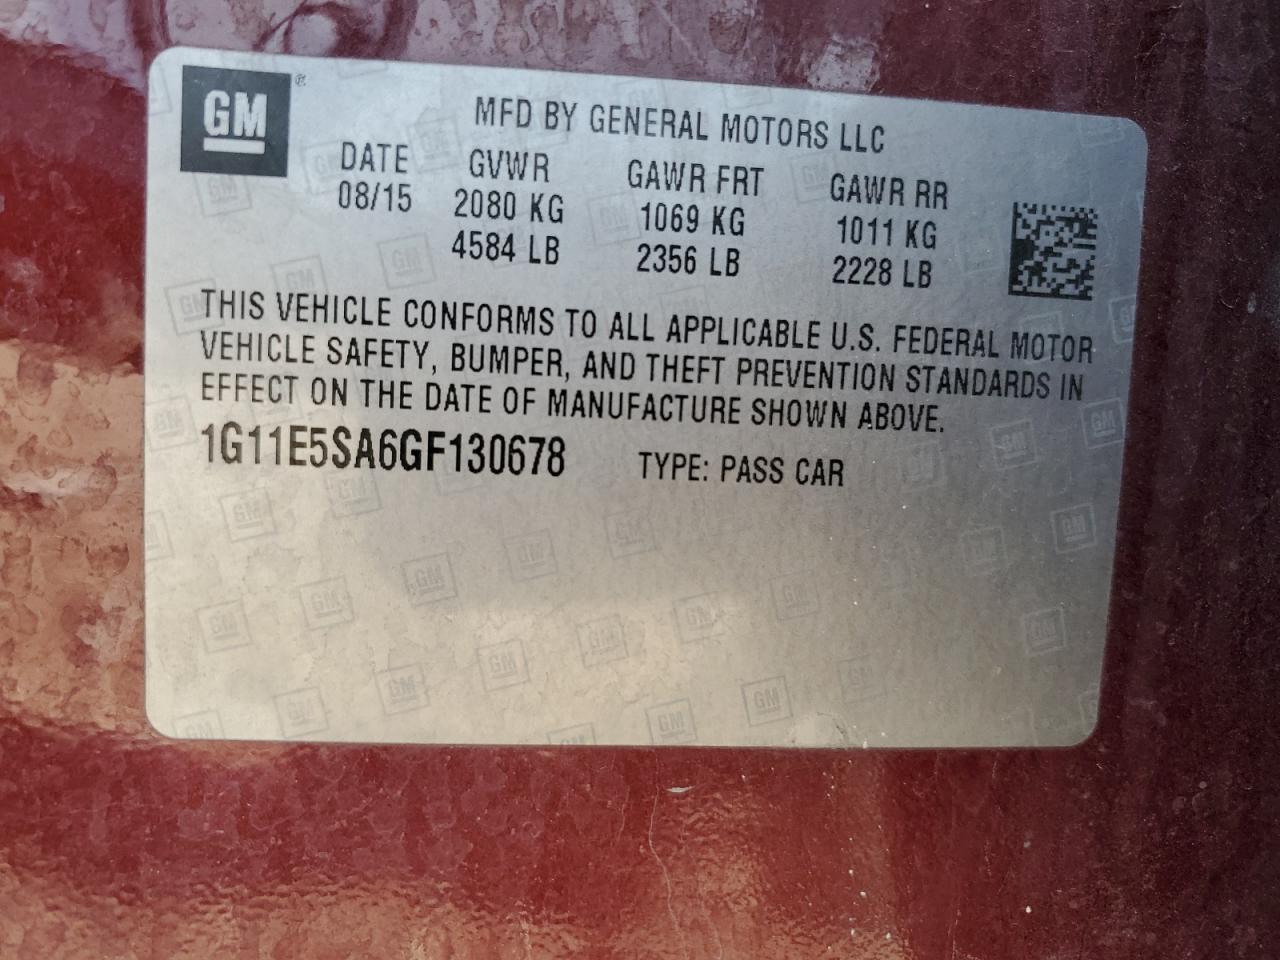 GM ®
MFD BY GENERAL MOTORS LLC
DATE GVWR GAWR FRT GAWR RR
08/15 2080 KG 1069 KG 1011 KG
4584 LB 2356 LB 2228 LB
THIS VEHICLE CONFORMS TO ALL APPLICABLE U.S. FEDERAL MOTOR
VEHICLE SAFETY, BUMPER, AND THEFT PREVENTION STANDARDS IN
EFFECT ON THE DATE OF MANUFACTURE SHOWN ABOVE.
1G11E5SA6GF130678 TYPE: PASS CAR